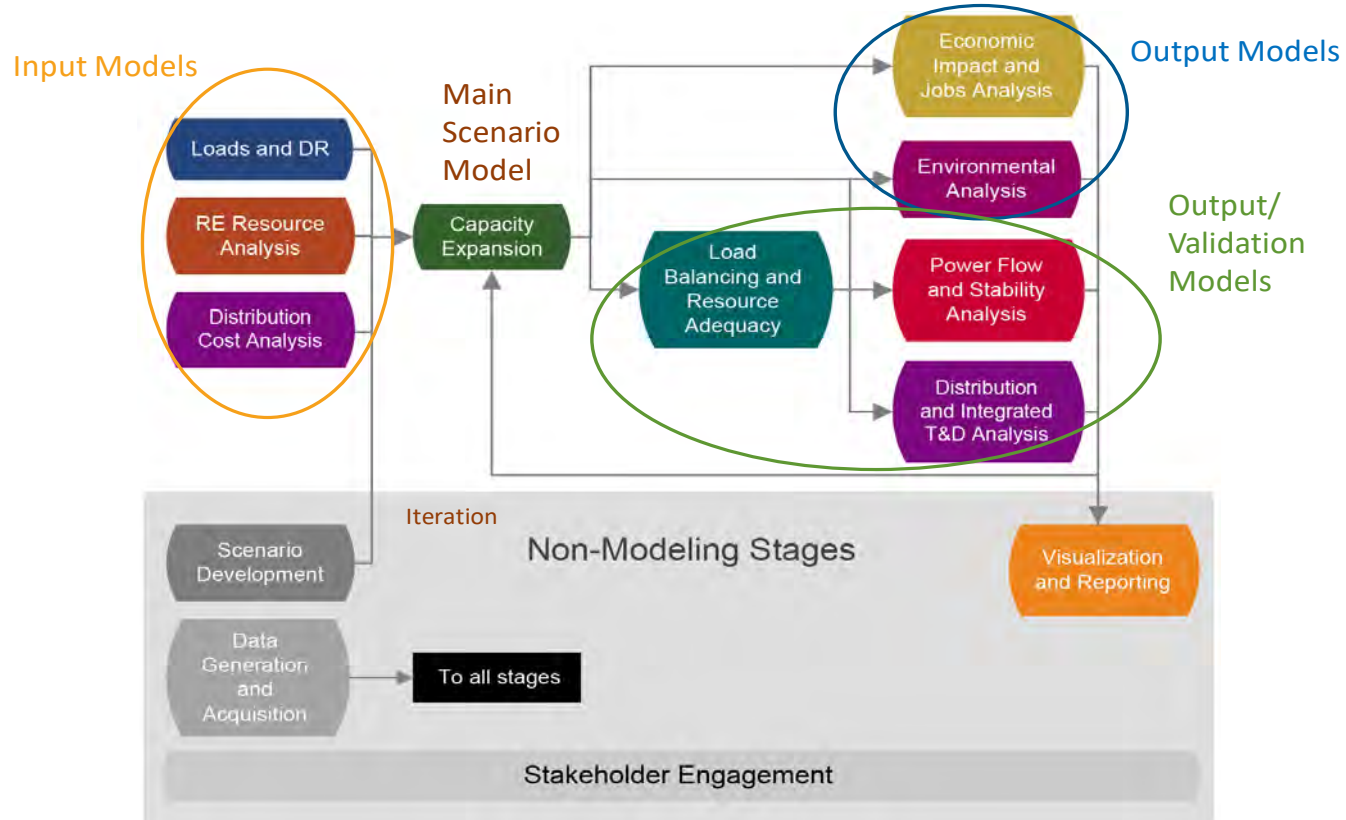 Input Models
Loads and DR
RE Resource
Analysis
Distribution
Cost Analysis
Main
Scenario
Model
Capacity
Expansion
Economic
Impact and
Jobs Analysis
Output Models
Environmental
Analysis
Output/
Validation
Models
Load
Balancing and
Resource
Adequacy
Power Flow
and Stability
Analysis
Distribution
and Integrated
T&D Analysis
Iteration
Non-Modeling Stages
Scenario
Development
Visualization
and Reporting
Data
Generation
and
Acquisition
To all stages
Stakeholder Engagement